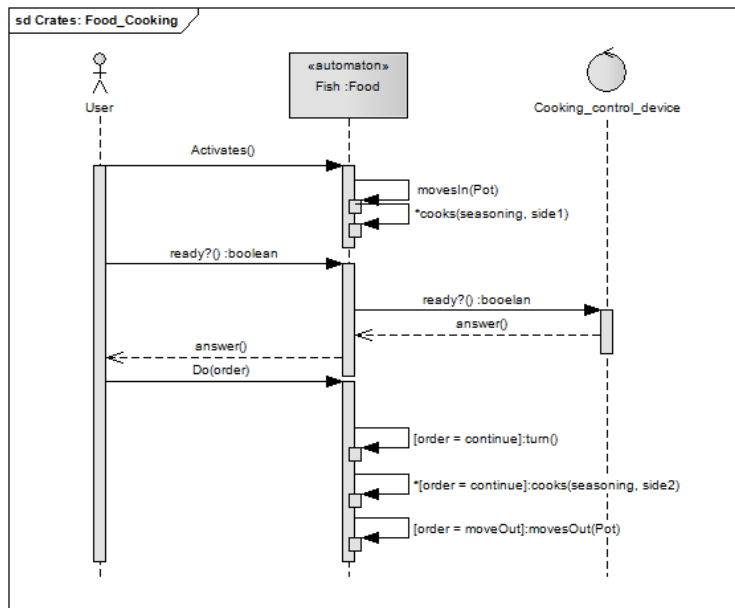 sd Crates: Food_Cooking
«automaton»
Fish :Food
User
Cooking_control_device
Activates()
movesIn(Pot)
*cooks(seasoning, side1)
ready?() :boolean
ready?() :booelan
answer()
answer()
Do(order)
[order = continue]:turn()
*[order = continue]:cooks(seasoning, side2)
[order = moveOut]:movesOut(Pot)